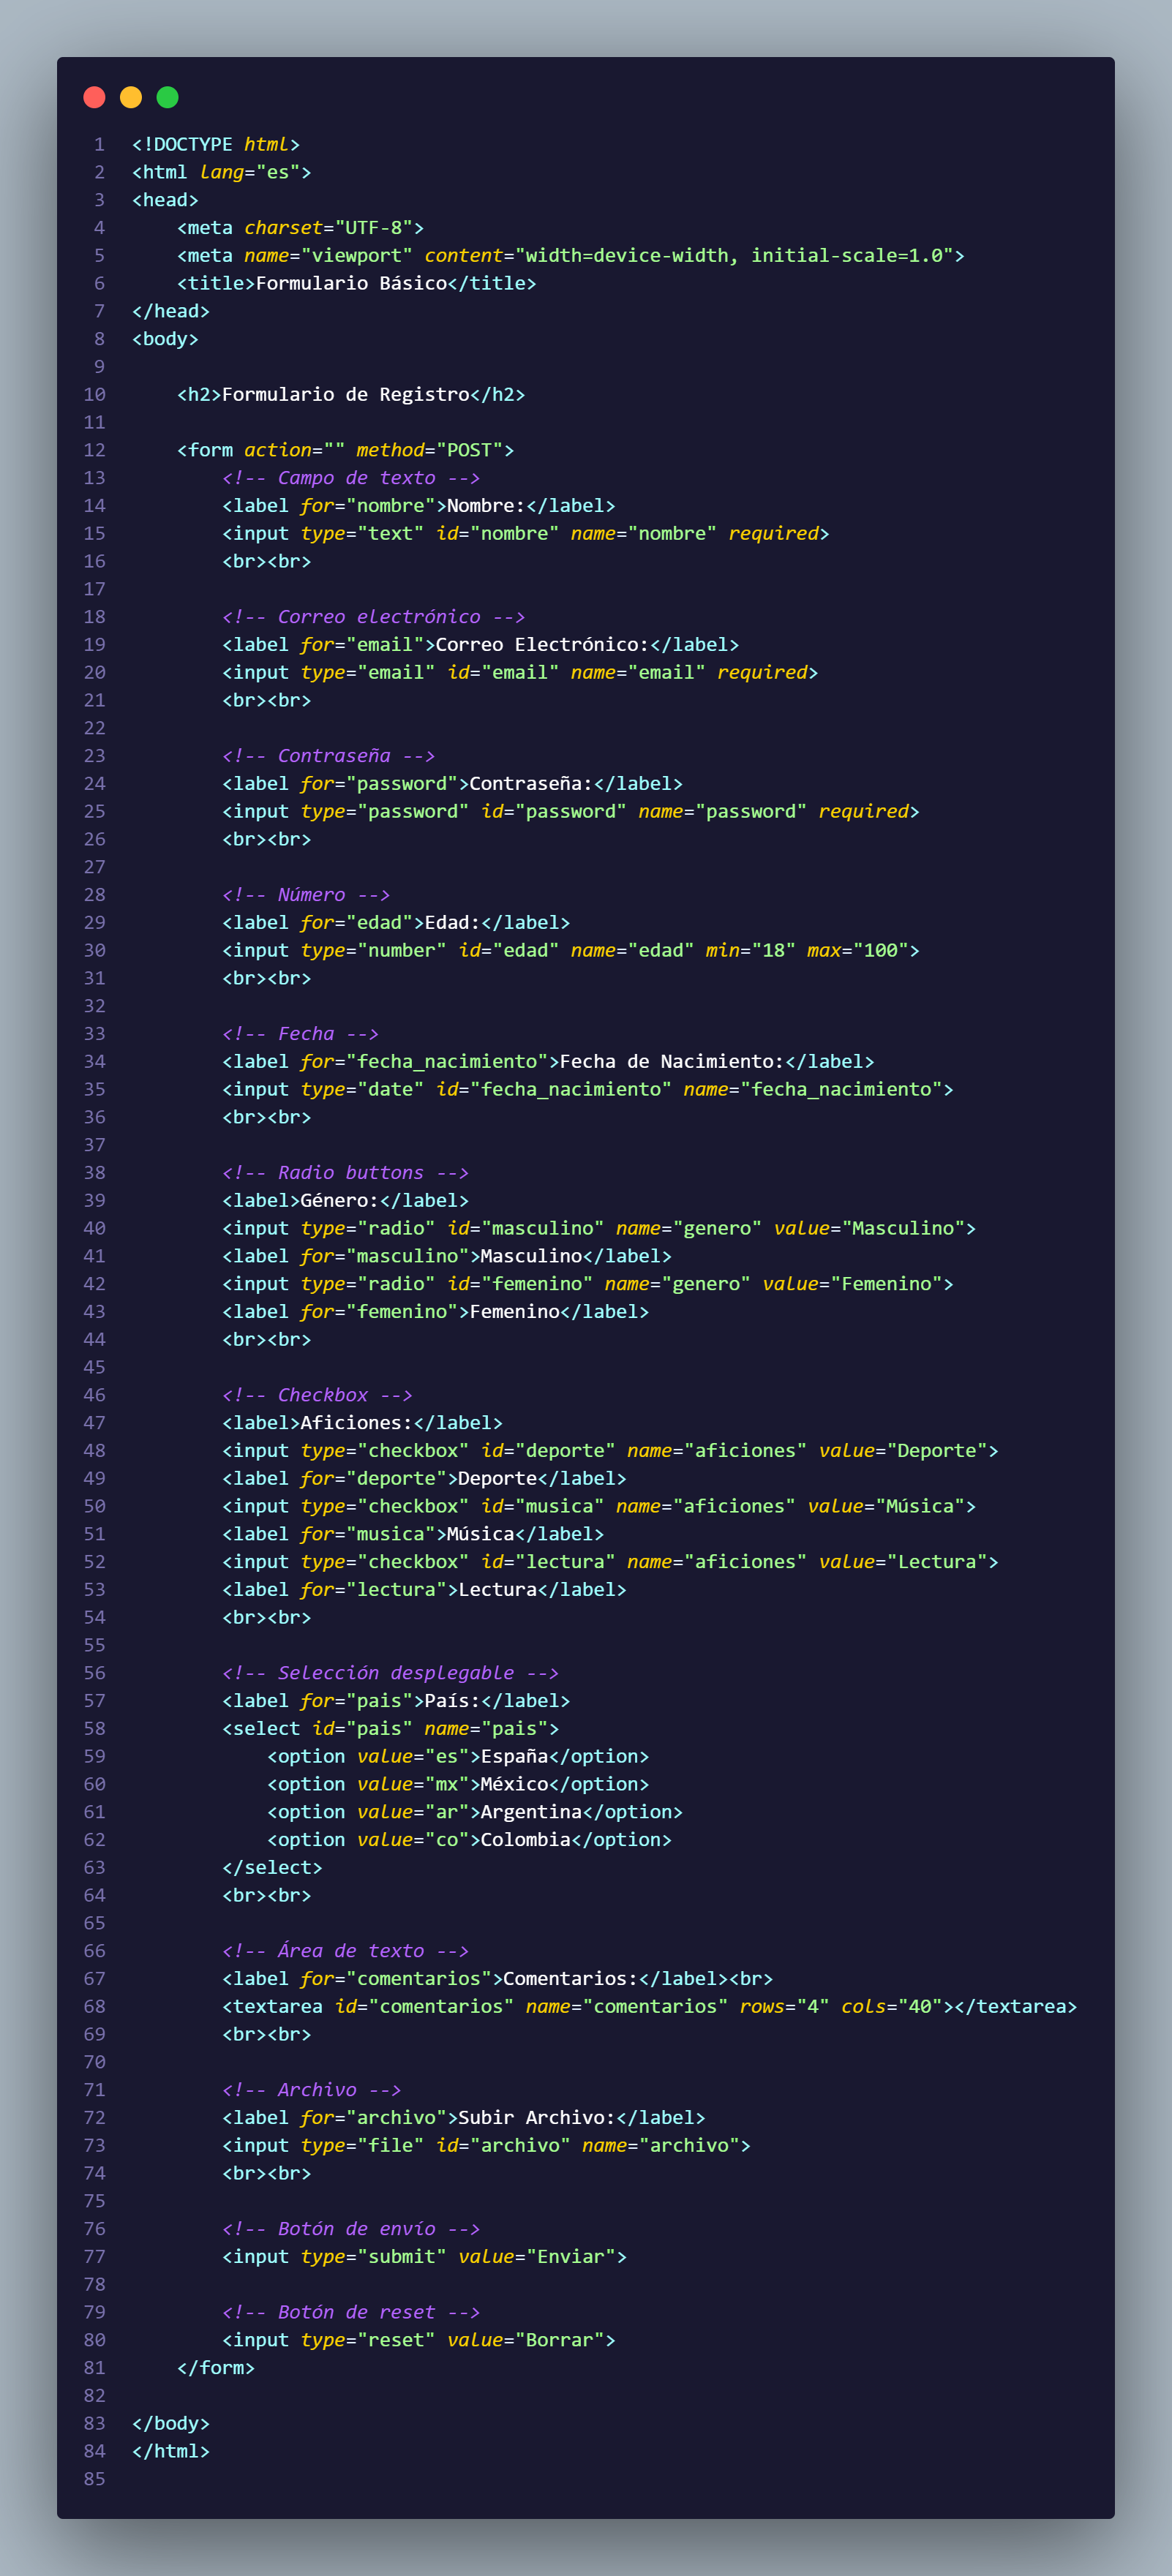 1 <!DOCTYPE html>
2 <html lang="es">
3 <head>
4     <meta charset="UTF-8">
5     <meta name="viewport" content="width=device-width, initial-scale=1.0">
6     <title>Formulario Básico</title>
7 </head>
8 <body>
9
10     <h2>Formulario de Registro</h2>
11
12     <form action="" method="POST">
13         <!-- Campo de texto -->
14         <label for="nombre">Nombre:</label>
15         <input type="text" id="nombre" name="nombre" required>
16         <br><br>
17
18         <!-- Correo electrónico -->
19         <label for="email">Correo Electrónico:</label>
20         <input type="email" id="email" name="email" required>
21         <br><br>
22
23         <!-- Contraseña -->
24         <label for="password">Contraseña:</label>
25         <input type="password" id="password" name="password" required>
26         <br><br>
27
28         <!-- Número -->
29         <label for="edad">Edad:</label>
30         <input type="number" id="edad" name="edad" min="18" max="100">
31         <br><br>
32
33         <!-- Fecha -->
34         <label for="fecha_nacimiento">Fecha de Nacimiento:</label>
35         <input type="date" id="fecha_nacimiento" name="fecha_nacimiento">
36         <br><br>
37
38         <!-- Radio buttons -->
39         <label>Género:</label>
40         <input type="radio" id="masculino" name="genero" value="Masculino">
41         <label for="masculino">Masculino</label>
42         <input type="radio" id="femenino" name="genero" value="Femenino">
43         <label for="femenino">Femenino</label>
44         <br><br>
45
46         <!-- Checkbox -->
47         <label>Aficiones:</label>
48         <input type="checkbox" id="deporte" name="aficiones" value="Deporte">
49         <label for="deporte">Deporte</label>
50         <input type="checkbox" id="musica" name="aficiones" value="Música">
51         <label for="musica">Música</label>
52         <input type="checkbox" id="lectura" name="aficiones" value="Lectura">
53         <label for="lectura">Lectura</label>
54         <br><br>
55
56         <!-- Selección desplegable -->
57         <label for="pais">País:</label>
58         <select id="pais" name="pais">
59             <option value="es">España</option>
60             <option value="mx">México</option>
61             <option value="ar">Argentina</option>
62             <option value="co">Colombia</option>
63         </select>
64         <br><br>
65
66         <!-- Área de texto -->
67         <label for="comentarios">Comentarios:</label><br>
68         <textarea id="comentarios" name="comentarios" rows="4" cols="40"></textarea>
69         <br><br>
70
71         <!-- Archivo -->
72         <label for="archivo">Subir Archivo:</label>
73         <input type="file" id="archivo" name="archivo">
74         <br><br>
75
76         <!-- Botón de envío -->
77         <input type="submit" value="Enviar">
78
79         <!-- Botón de reset -->
80         <input type="reset" value="Borrar">
81     </form>
82
83 </body>
84 </html>
85